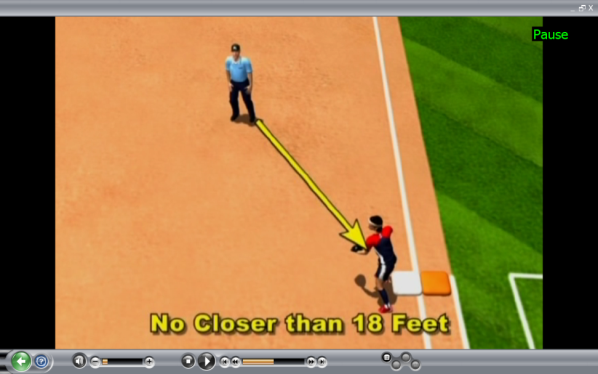 Pause
No Closer than 18 Feet